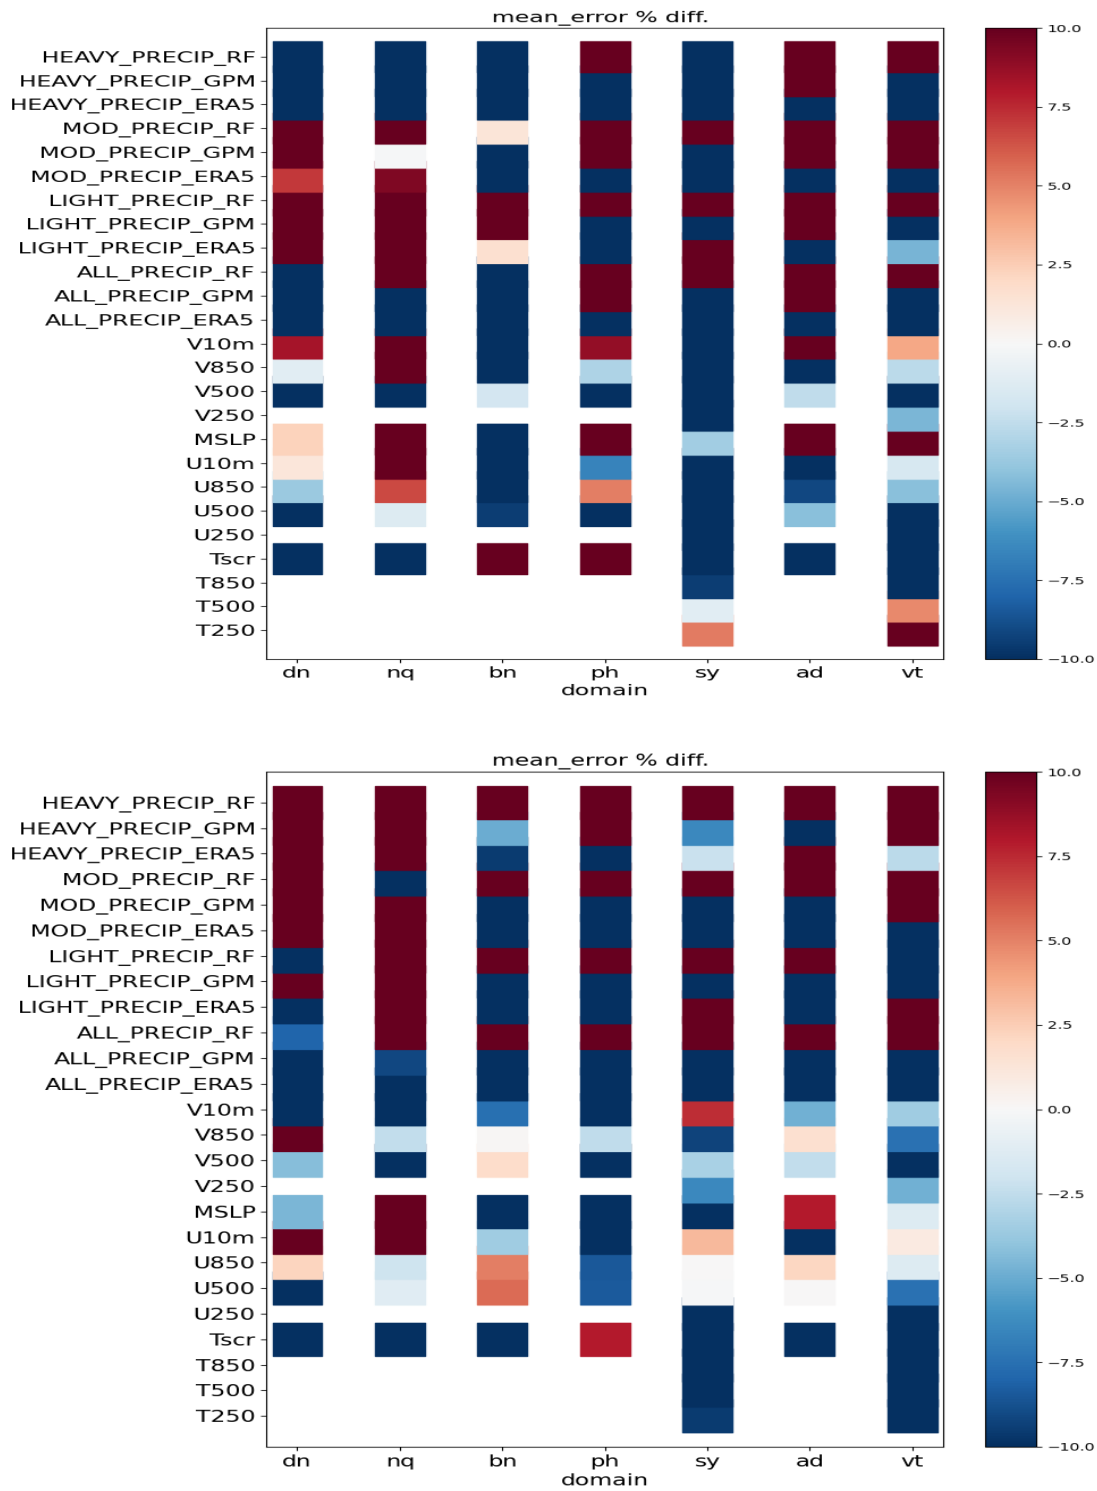 mean_error % diff.
HEAVY_PRECIP_RF
HEAVY_PRECIP_GPM
HEAVY_PRECIP_ERA5
MOD_PRECIP_RF
MOD_PRECIP_GPM
MOD_PRECIP_ERA5
LIGHT_PRECIP_RF
LIGHT_PRECIP_GPM
LIGHT_PRECIP_ERA5
ALL_PRECIP_RF
ALL_PRECIP_GPM
ALL_PRECIP_ERA5
V10m
V850
V500
V250
MSLP
U10m
U850
U500
U250
Tscr
T850
T500
T250
dn nq bn ph sy ad vt
domain
10.0
7.5
5.0
2.5
0.0
−2.5
−5.0
−7.5
−10.0
mean_error % diff.
HEAVY_PRECIP_RF
HEAVY_PRECIP_GPM
HEAVY_PRECIP_ERA5
MOD_PRECIP_RF
MOD_PRECIP_GPM
MOD_PRECIP_ERA5
LIGHT_PRECIP_RF
LIGHT_PRECIP_GPM
LIGHT_PRECIP_ERA5
ALL_PRECIP_RF
ALL_PRECIP_GPM
ALL_PRECIP_ERA5
V10m
V850
V500
V250
MSLP
U10m
U850
U500
U250
Tscr
T850
T500
T250
dn nq bn ph sy ad vt
domain
10.0
7.5
5.0
2.5
0.0
−2.5
−5.0
−7.5
−10.0